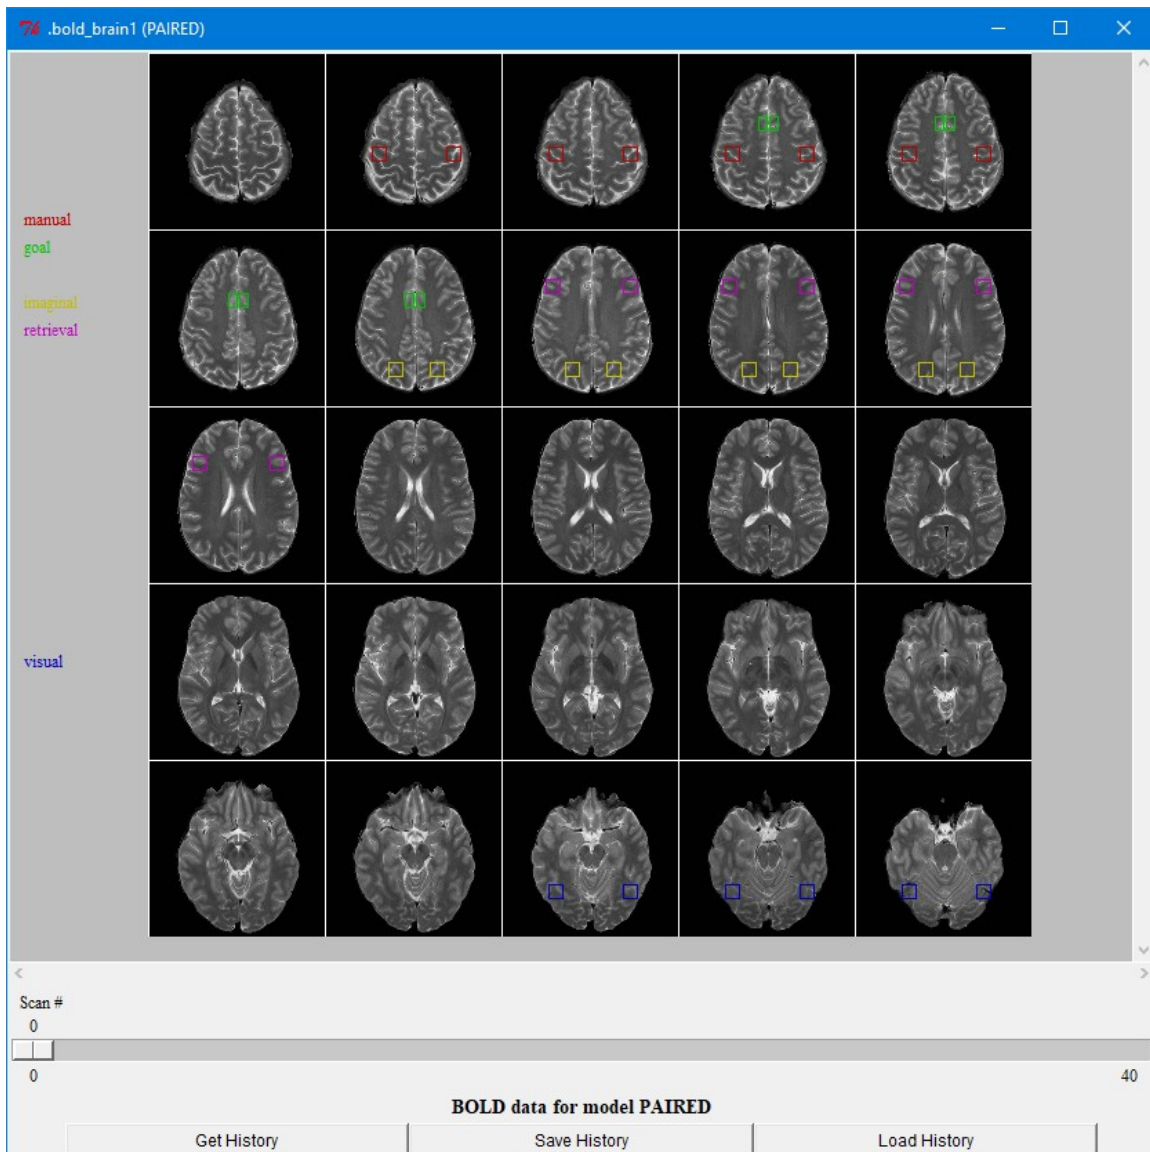 .bold_brain1 (PAIRED)
manual
goal
imaginal
retrieval
visual
Scan #
0
0
40
BOLD data for model PAIRED
Get History
Save History
Load History